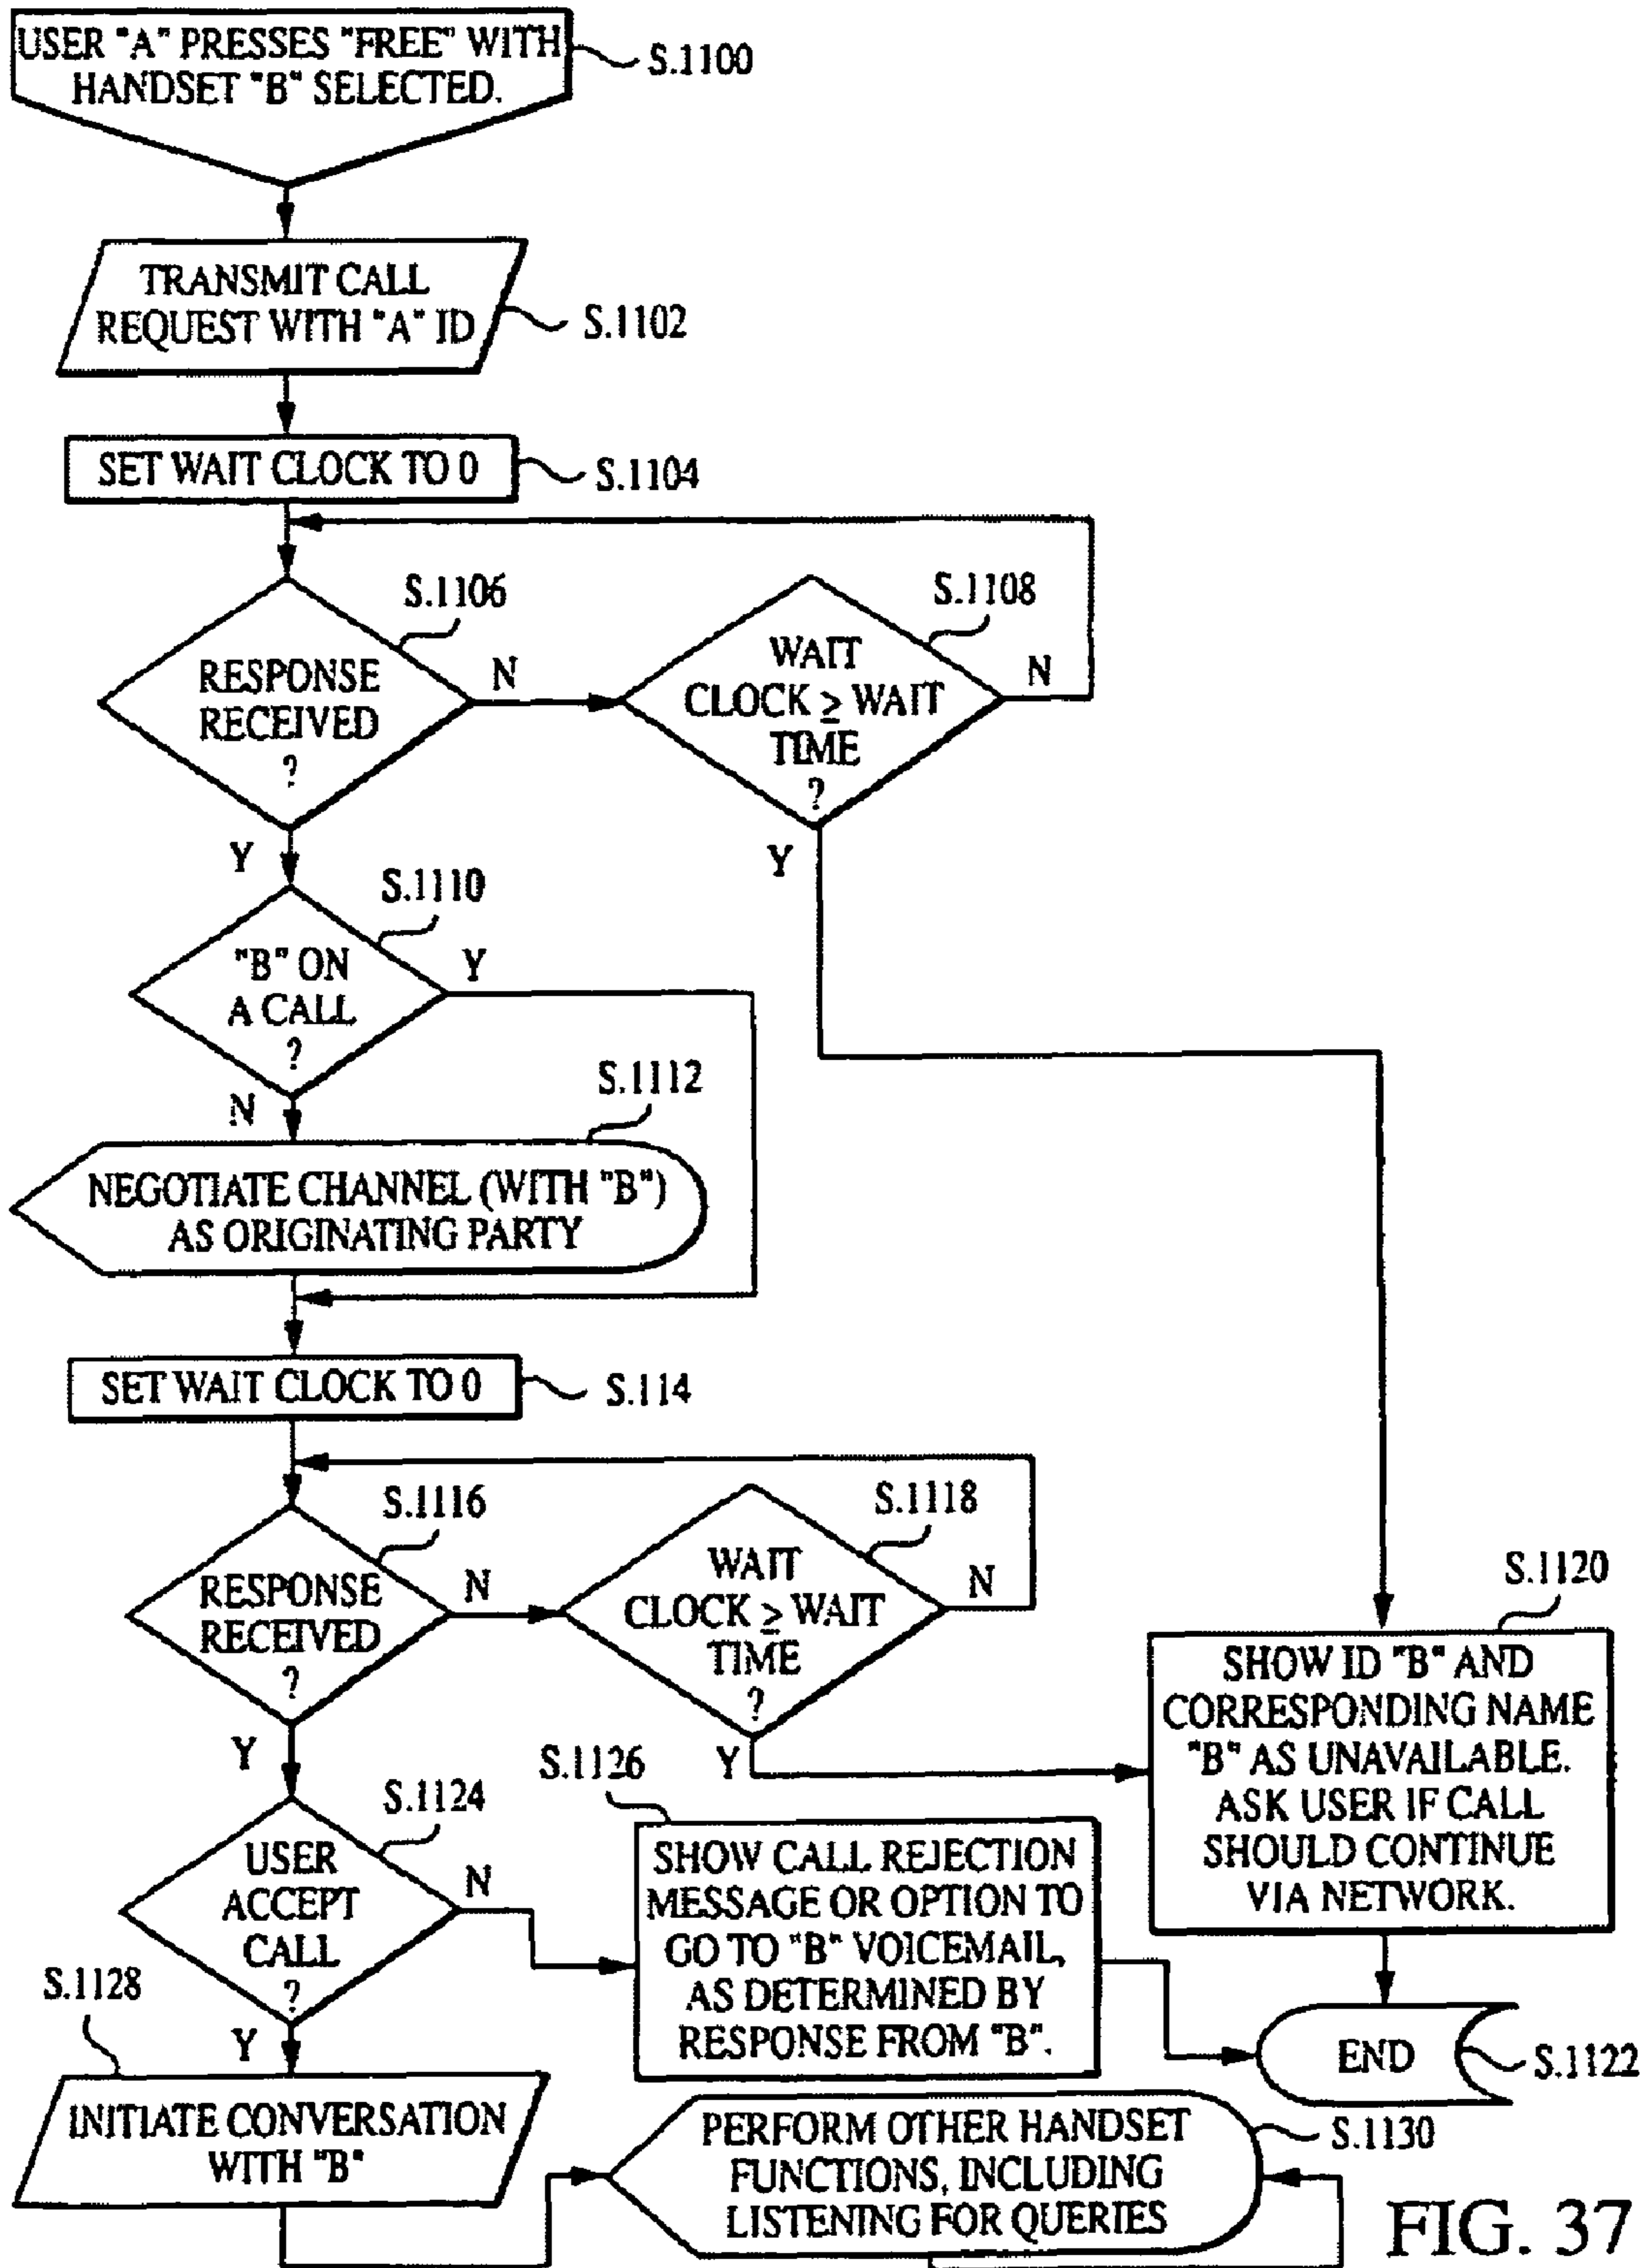 USER "A" PRESSES "FREE" WITH
HANDSET "B" SELECTED.
S.1100
TRANSMIT CALL
REQUEST WITH "A" ID
S.1102
SET WAIT CLOCK TO 0
S.1104
S.1106
RESPONSE
RECEIVED
?
N
Y
S.1108
WAIT
CLOCK ≥ WAIT
TIME
?
N
Y
S.1110
"B" ON
A CALL
?
Y
N
S.1112
NEGOTIATE CHANNEL (WITH "B")
AS ORIGINATING PARTY
SET WAIT CLOCK TO 0
S.114
S.1116
RESPONSE
RECEIVED
?
N
Y
S.1118
WAIT
CLOCK ≥ WAIT
TIME
?
N
Y
S.1120
SHOW ID "B" AND
CORRESPONDING NAME
"B" AS UNAVAILABLE.
ASK USER IF CALL
SHOULD CONTINUE
VIA NETWORK.
S.1124
USER
ACCEPT
CALL
?
N
Y
S.1126
SHOW CALL REJECTION
MESSAGE OR OPTION TO
GO TO "B" VOICEMAIL,
AS DETERMINED BY
RESPONSE FROM "B".
END
S.1122
S.1128
INITIATE CONVERSATION
WITH "B"
PERFORM OTHER HANDSET
FUNCTIONS, INCLUDING
LISTENING FOR QUERIES
S.1130
FIG. 37